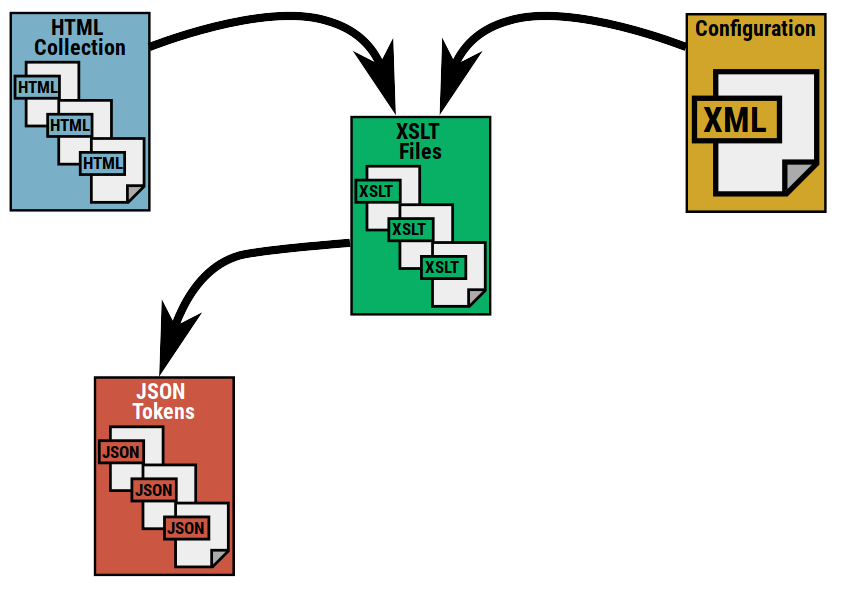 HTML
Collection
HTML
HTML
HTML
Configuration
XML
XSLT
Files
XSLT
XSLT
XSLT
JSON
Tokens
JSON
JSON
JSON